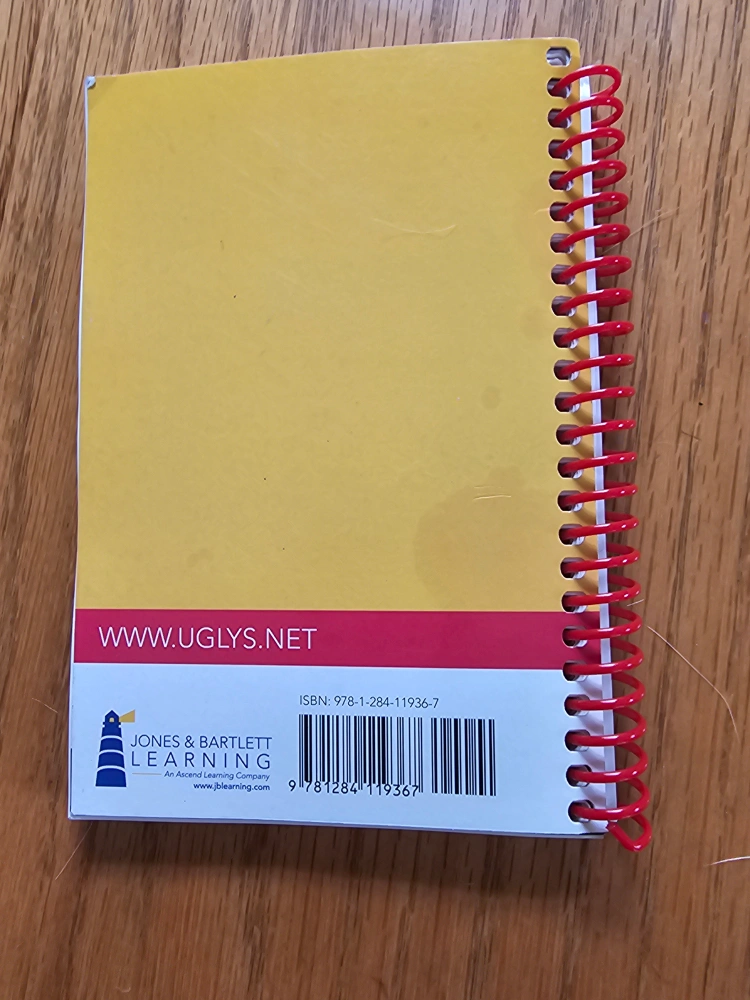 WWW.UGLYS.NET
ISBN: 978-1-284-11936-7
JONES & BARTLETT
LEARNING
An Ascend Learning Company
www.jblearning.com
9 781284 119367